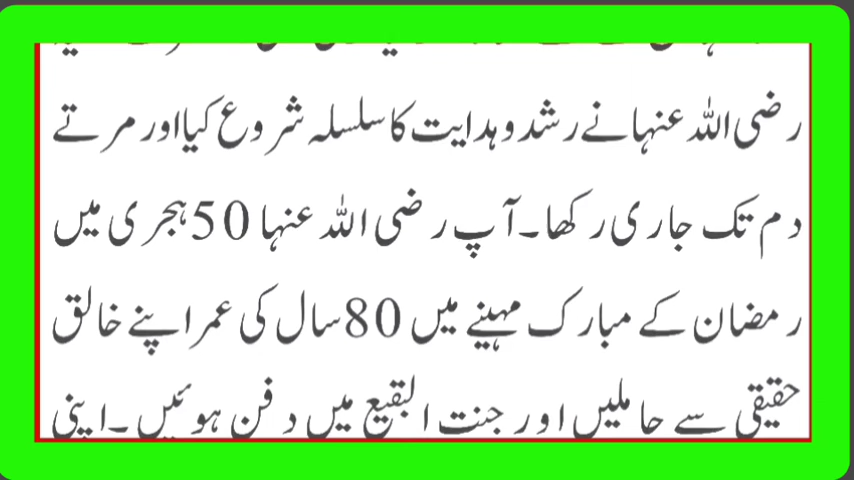 رضی اللہ عنہا نے رشد و ہدایت کا سلسلہ شروع کیا اور مرتے
دم تک جاری رکھا۔ آپ رضی اللہ عنہا 50 ہجری میں
رمضان کے مبارک مہینے میں 80 سال کی عمر اپنے خالق
حقیقی سے جا ملیں اور جنت البقیع میں دفن ہوئیں۔ اپنی